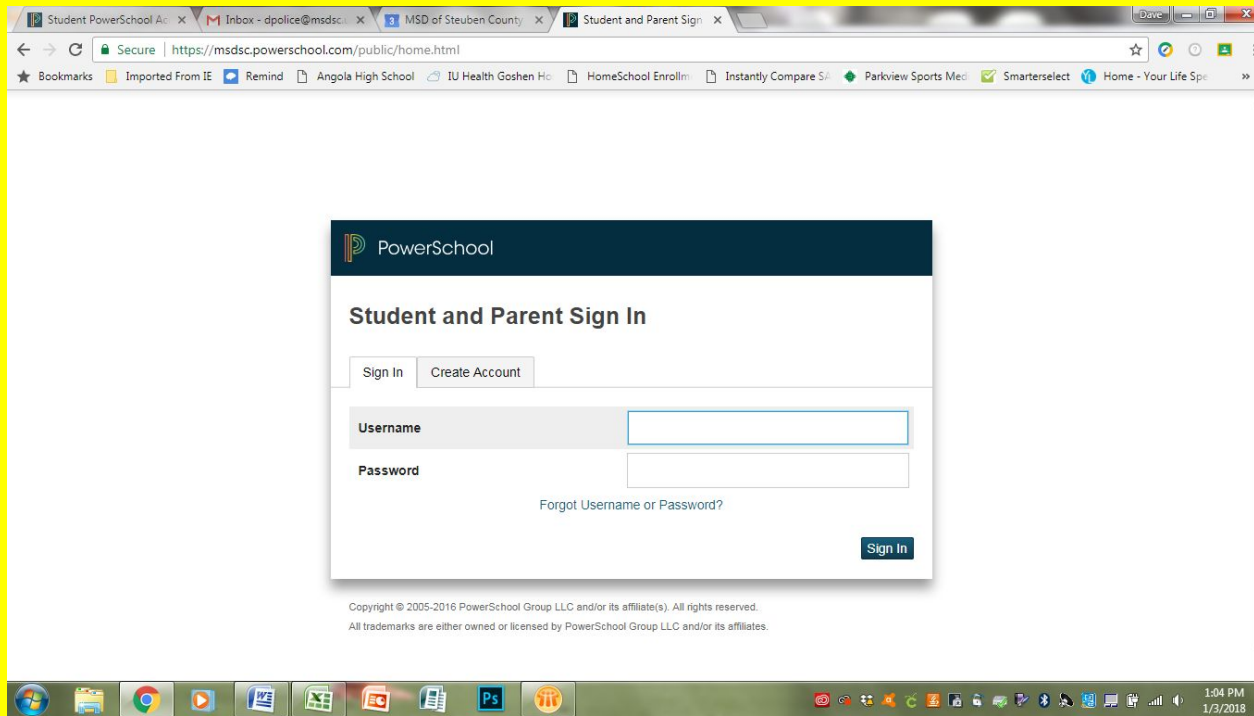 Student PowerSchool Ac
Inbox - dpolice@msdsc.
3 MSD of Steuben County
Student and Parent Sign
Dave
Secure | https://msdsc.powerschool.com/public/home.html
Bookmarks Imported From IE Remind Angola High School IU Health Goshen Ho HomeSchool Enrollm Instantly Compare SA Parkview Sports Med Smarterselect Home - Your Life Spe »
PowerSchool
Student and Parent Sign In
Sign In Create Account
Username
Password
Forgot Username or Password?
Sign In
Copyright © 2005-2016 PowerSchool Group LLC and/or its affiliate(s). All rights reserved.
All trademarks are either owned or licensed by PowerSchool Group LLC and/or its affiliates.
Ps
1:04 PM
1/3/2018